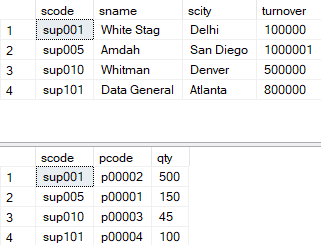 scode sname scity turnover
1 sup001 White Stag Delhi 100000
2 sup005 Amdah San Diego 1000001
3 sup010 Whitman Denver 500000
4 sup101 Data General Atlanta 800000
scode pcode qty
1 sup001 p00002 500
2 sup005 p00001 150
3 sup010 p00003 45
4 sup101 p00004 100